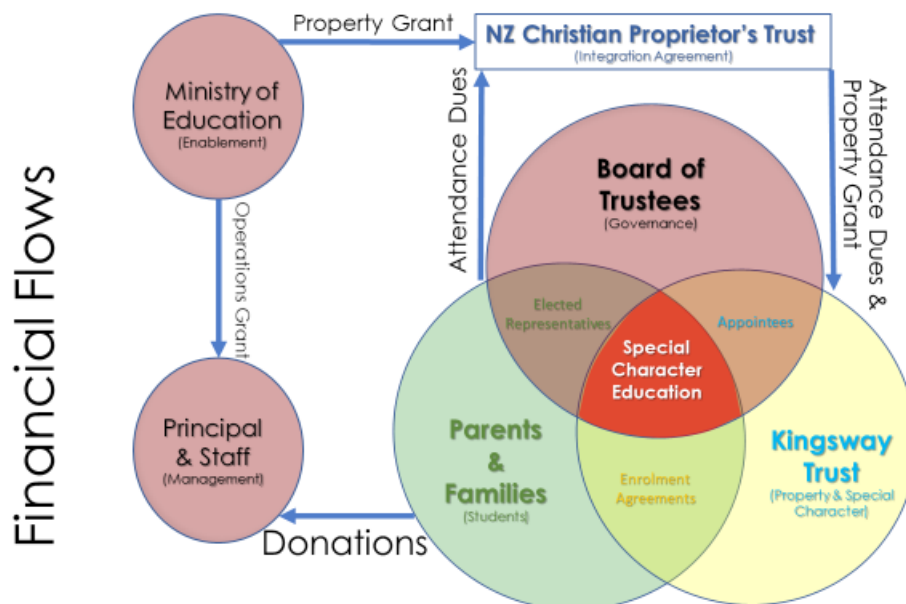 Financial Flows
Property Grant
NZ Christian Proprietor's Trust
(Integration Agreement)
Ministry of
Education
(Enablement)
Attendance Dues
Attendance Dues &
Property Grant
Board of
Trustees
(Governance)
Operations Grant
Elected
Representatives
Appointees
Special
Character
Education
Principal
& Staff
(Management)
Parents
&
Families
(Students)
Kingsway
Trust
(Property & Special
Character)
Enrolment
Agreements
Donations